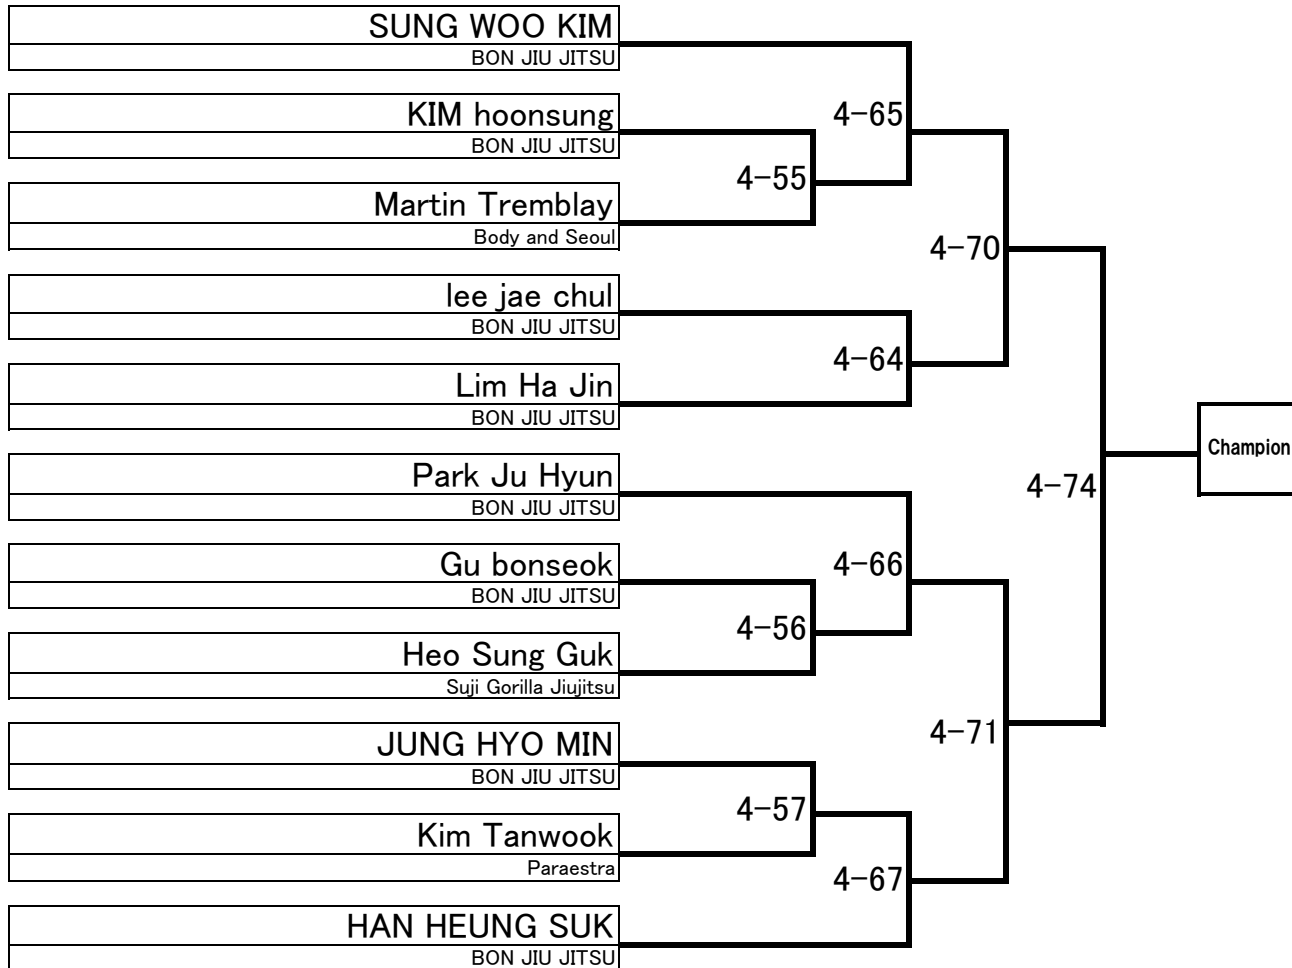 SUNG WOO KIM
BON JIU JITSU
KIM hoonsung
BON JIU JITSU
Martin Tremblay
Body and Seoul
lee jae chul
BON JIU JITSU
Lim Ha Jin
BON JIU JITSU
Park Ju Hyun
BON JIU JITSU
Gu bonseok
BON JIU JITSU
Heo Sung Guk
Suji Gorilla Jiujitsu
JUNG HYO MIN
BON JIU JITSU
Kim Tanwook
Paraestra
HAN HEUNG SUK
BON JIU JITSU
4-55
4-56
4-57
4-65
4-64
4-66
4-67
4-70
4-71
4-74
Champion